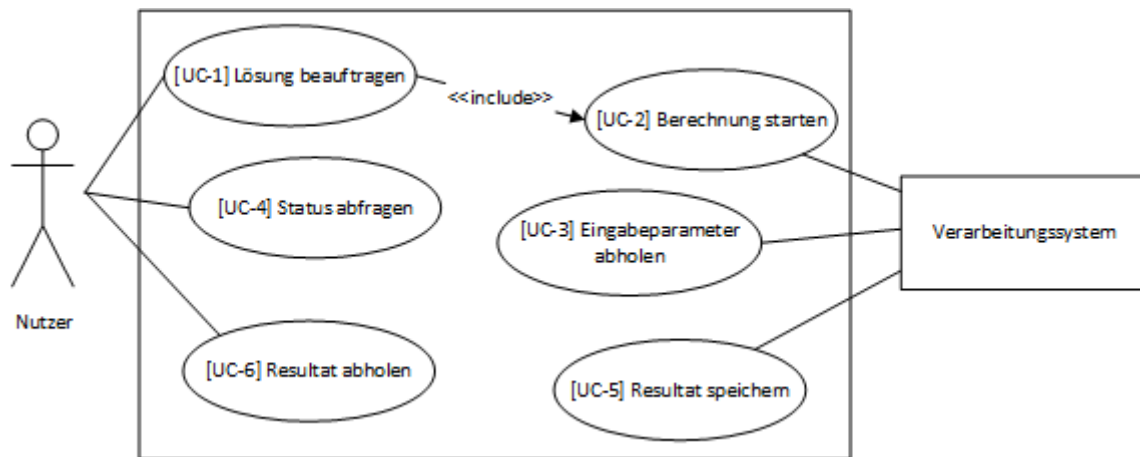 [UC-1] Lösung beauftragen
<<include>>
[UC-2] Berechnung starten
[UC-4] Status abfragen
[UC-3] Eingabeparameter
abholen
Verarbeitungssystem
Nutzer
[UC-6] Resultat abholen
[UC-5] Resultat speichern